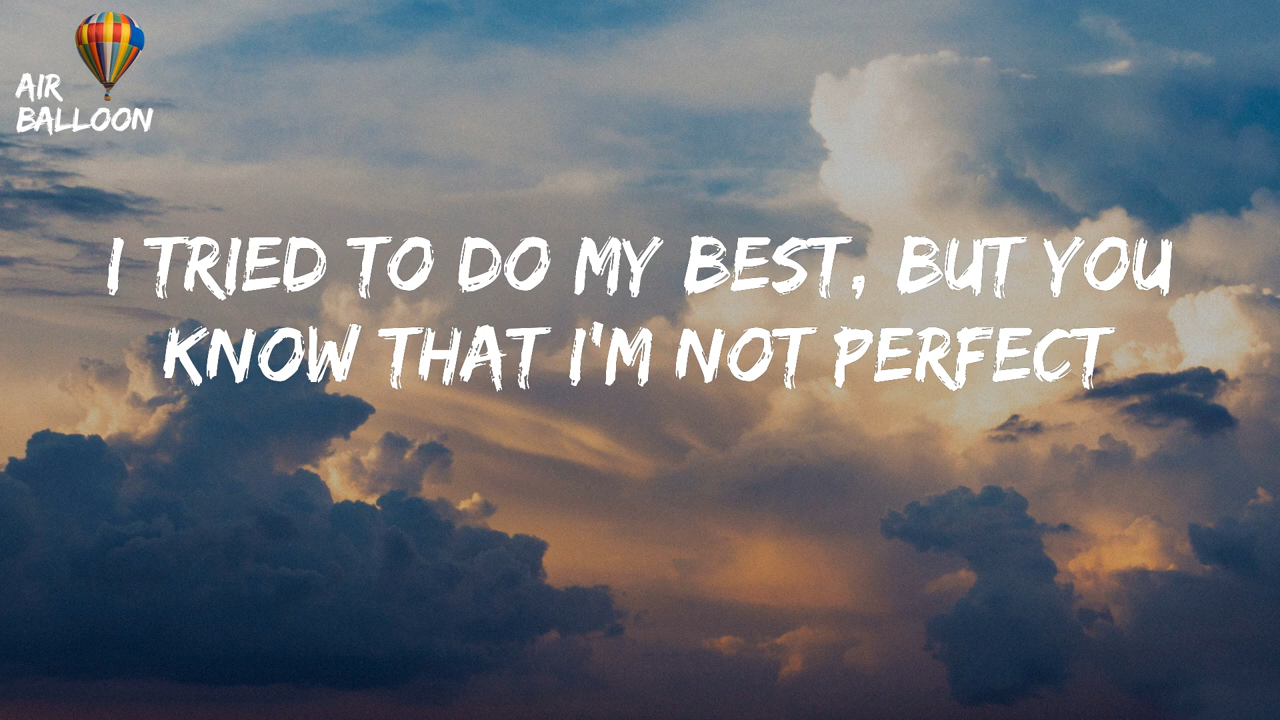 AIR
BALLOON
I TRIED TO DO MY BEST, BUT YOU
KNOW THAT I'M NOT PERFECT